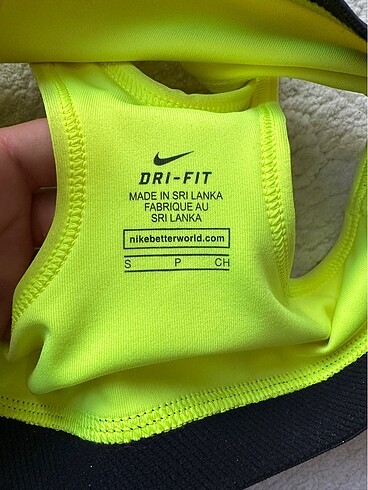 DRI-FIT
MADE IN SRI LANKA
FABRIQUE AU
SRI LANKA
nikebetterworld.com
S P CH